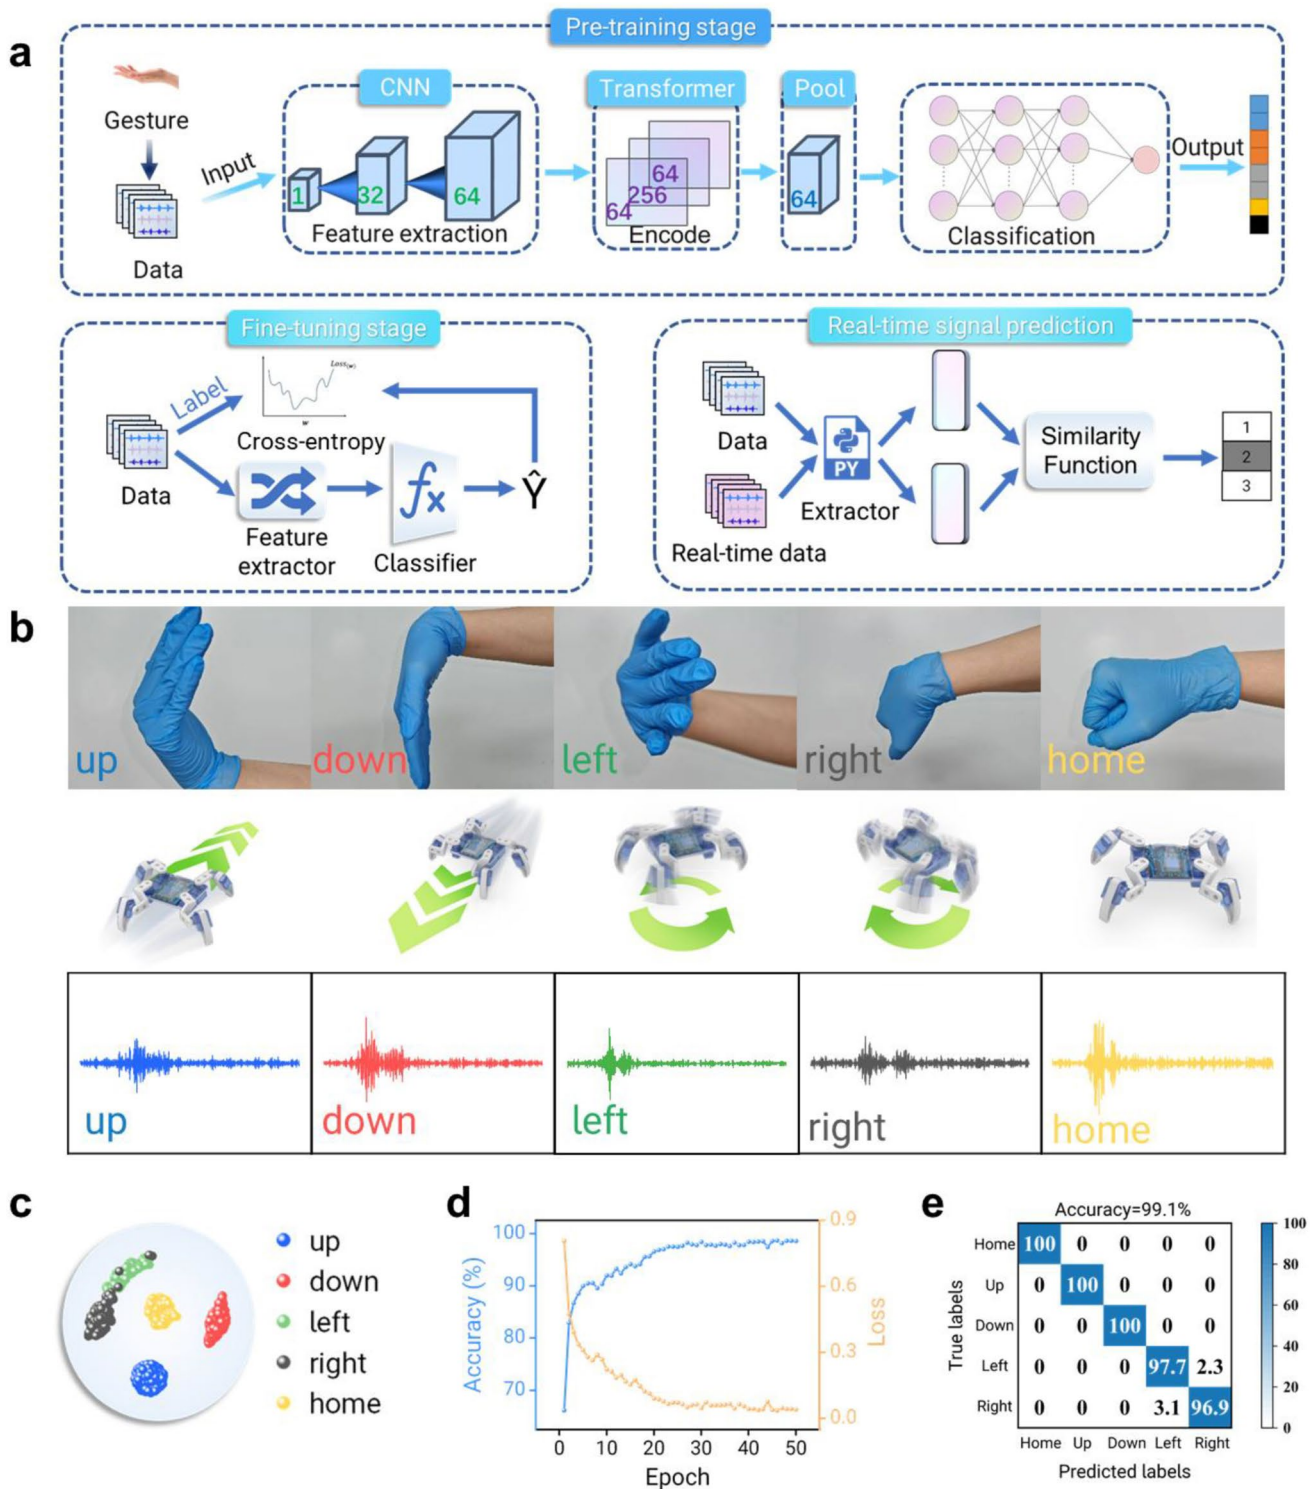 a
Pre-training stage
Gesture
Data
Input
CNN
1
32
64
Feature extraction
Transformer
64
256
64
Encode
Pool
64
Classification
Output
Fine-tuning stage
Data
Label
Loss(w)
w
Cross-entropy
Feature
extractor
fx
Classifier
Ŷ
Real-time signal prediction
Data
Real-time data
PY
Extractor
Similarity
Function
1
2
3
b
up
down
left
right
home
up
down
left
right
home
c
up
down
left
right
home
d
Accuracy (%)
100
90
80
70
0.9
0.6
0.3
0.0
Loss
0 10 20 30 40 50
Epoch
e
Accuracy=99.1%
True labels
Home 100 0 0 0 0
Up 0 100 0 0 0
Down 0 0 100 0 0
Left 0 0 0 97.7 2.3
Right 0 0 0 3.1 96.9
Home Up Down Left Right
Predicted labels
100
80
60
40
20
0